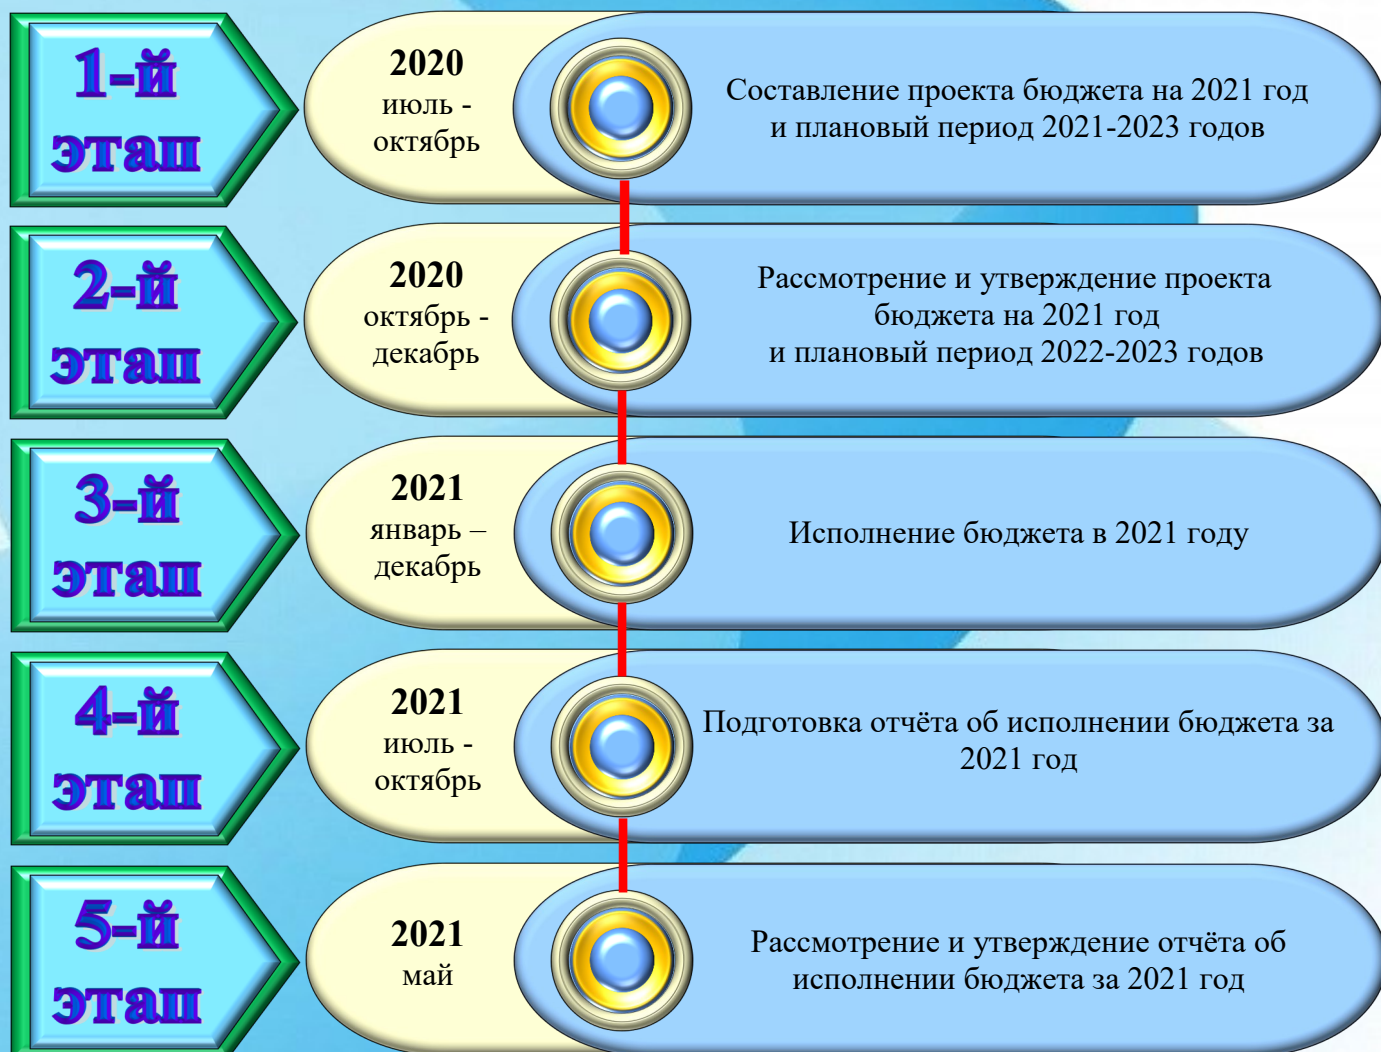 1-й
этап
2020
июль -
октябрь
Составление проекта бюджета на 2021 год
и плановый период 2021-2023 годов
2-й
этап
2020
октябрь -
декабрь
Рассмотрение и утверждение проекта
бюджета на 2021 год
и плановый период 2022-2023 годов
3-й
этап
2021
январь –
декабрь
Исполнение бюджета в 2021 году
4-й
этап
2021
июль -
октябрь
Подготовка отчёта об исполнении бюджета за
2021 год
5-й
этап
2021
май
Рассмотрение и утверждение отчёта об
исполнении бюджета за 2021 год